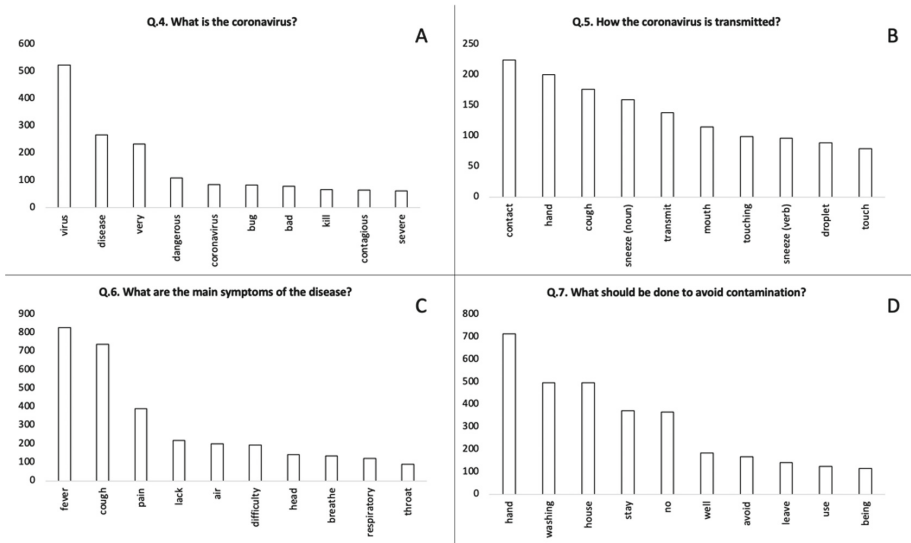 Q.4. What is the coronavirus?
A
600
500
400
300
200
100
0
virus
disease
very
dangerous
coronavirus
bug
bad
kill
contagious
severe
Q.5. How the coronavirus is transmitted?
B
250
200
150
100
50
0
contact
hand
cough
sneeze (noun)
transmit
mouth
touching
sneeze (verb)
droplet
touch
Q.6. What are the main symptoms of the disease?
C
900
800
700
600
500
400
300
200
100
0
fever
cough
pain
lack
air
difficulty
head
breathe
respiratory
throat
Q.7. What should be done to avoid contamination?
D
800
700
600
500
400
300
200
100
0
hand
washing
house
stay
no
well
avoid
leave
use
being